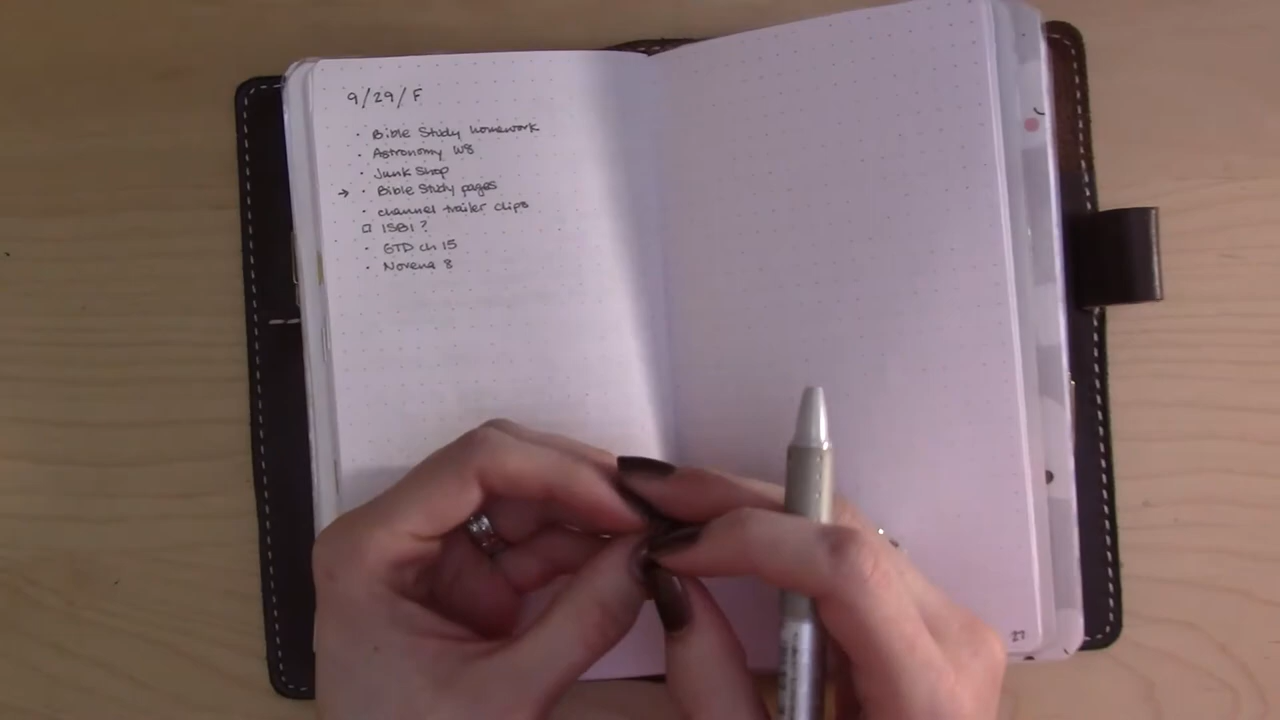 9/29/F
· Bible Study homework
· Astronomy W8
· Junk Shop
→ · Bible Study pages
· channel trailer clips
□ ISBI?
· GTD ch 15
· Novena 8
27